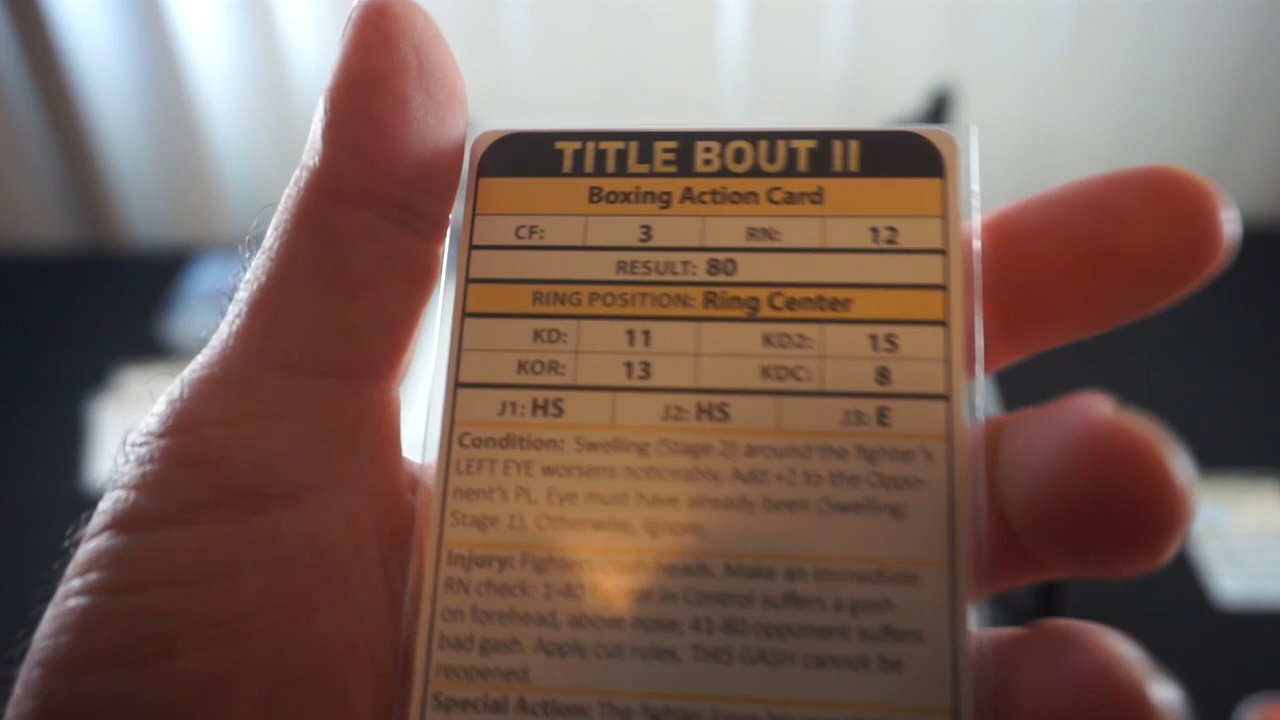 TITLE BOUT II
Boxing Action Card
CF: 3 RN: 12
RESULT: 80
RING POSITION: Ring Center
KD: 11 KD2: 15
KOR: 13 KDC: 8
J1: HS J2: HS J3: E
Condition: Swelling (Stage 2) around the fighter's
LEFT EYE worsens noticeably. Add +2 to the Oppo-
nent's PL. Eye must have already been (Swelling:
Stage 1). Otherwise, ignore.
Injury: heads. Make an immediate
RN check: 1-40 in Control suffers a gash
on forehead, above nose; 41-80 opponent suffers
bad gash. Apply cut rules. THIS GASH cannot be
reopened.
Special Action: The fighter